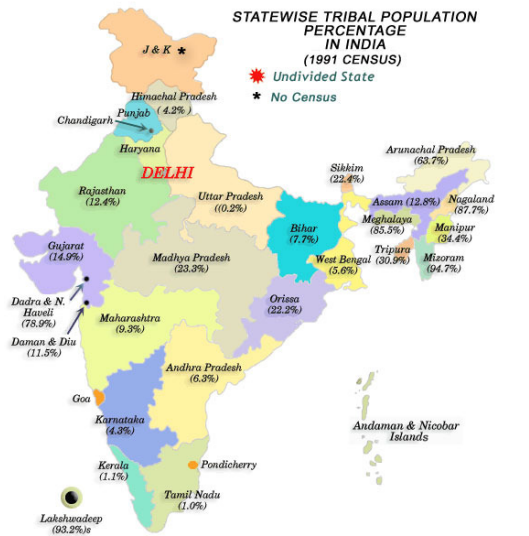 STATEWISE TRIBAL POPULATION
PERCENTAGE
IN INDIA
(1991 CENSUS)
Undivided State
* No Census
J & K *
Himachal Pradesh
(4.2%)
Punjab
Chandigarh
Haryana
DELHI
Arunachal Pradesh
(63.7%)
Sikkim
(22.4%)
Rajasthan
(12.4%)
Uttar Pradesh
((0.2%)
Assam (12.8%)
Nagaland
(87.7%)
Meghalaya
(85.5%)
Manipur
(34.4%)
Bihar
(7.7%)
Gujarat
(14.9%)
Madhya Pradesh
(23.3%)
West Bengal
(5.6%)
Tripura
(30.9%)
Mizoram
(94.7%)
Dadra & N.
Haveli
(78.9%)
Orissa
(22.2%)
Daman & Diu
(11.5%)
Maharashtra
(9.3%)
Andhra Pradesh
(6.3%)
Goa
Karnataka
(4.3%)
Andaman & Nicobar
Islands
Kerala
(1.1%)
Pondicherry
Tamil Nadu
(1.0%)
Lakshwadeep
(93.2%)s